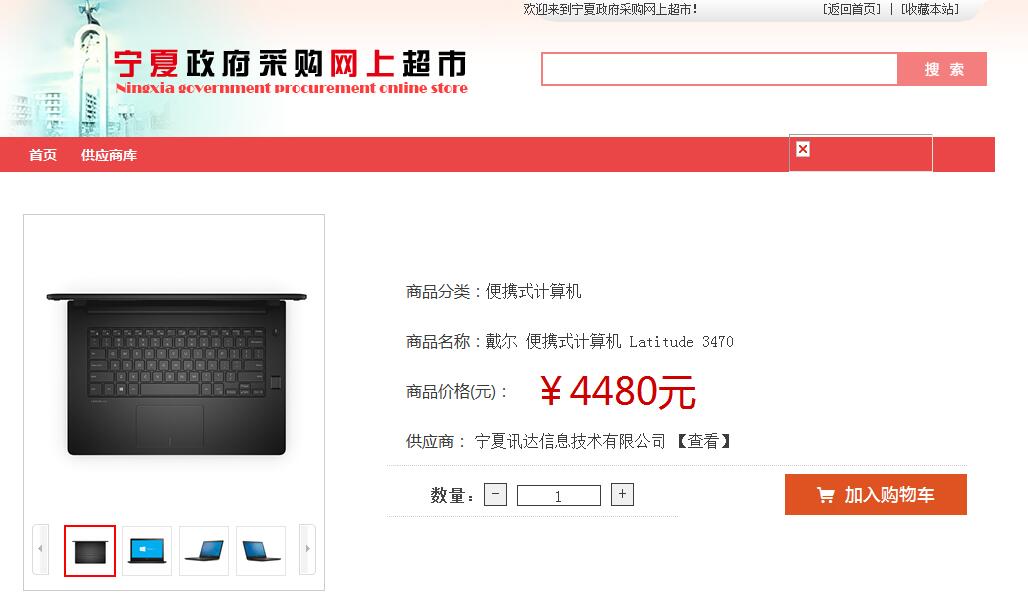 欢迎来到宁夏政府采购网上超市！
[返回首页] | [收藏本站]
宁夏政府采购网上超市
Ningxia government procurement online store
搜 索
首页 供应商库
商品分类：便携式计算机
商品名称：戴尔 便携式计算机 Latitude 3470
商品价格(元)： ￥4480元
供应商： 宁夏讯达信息技术有限公司 【查看】
数量： － 1 +
加入购物车